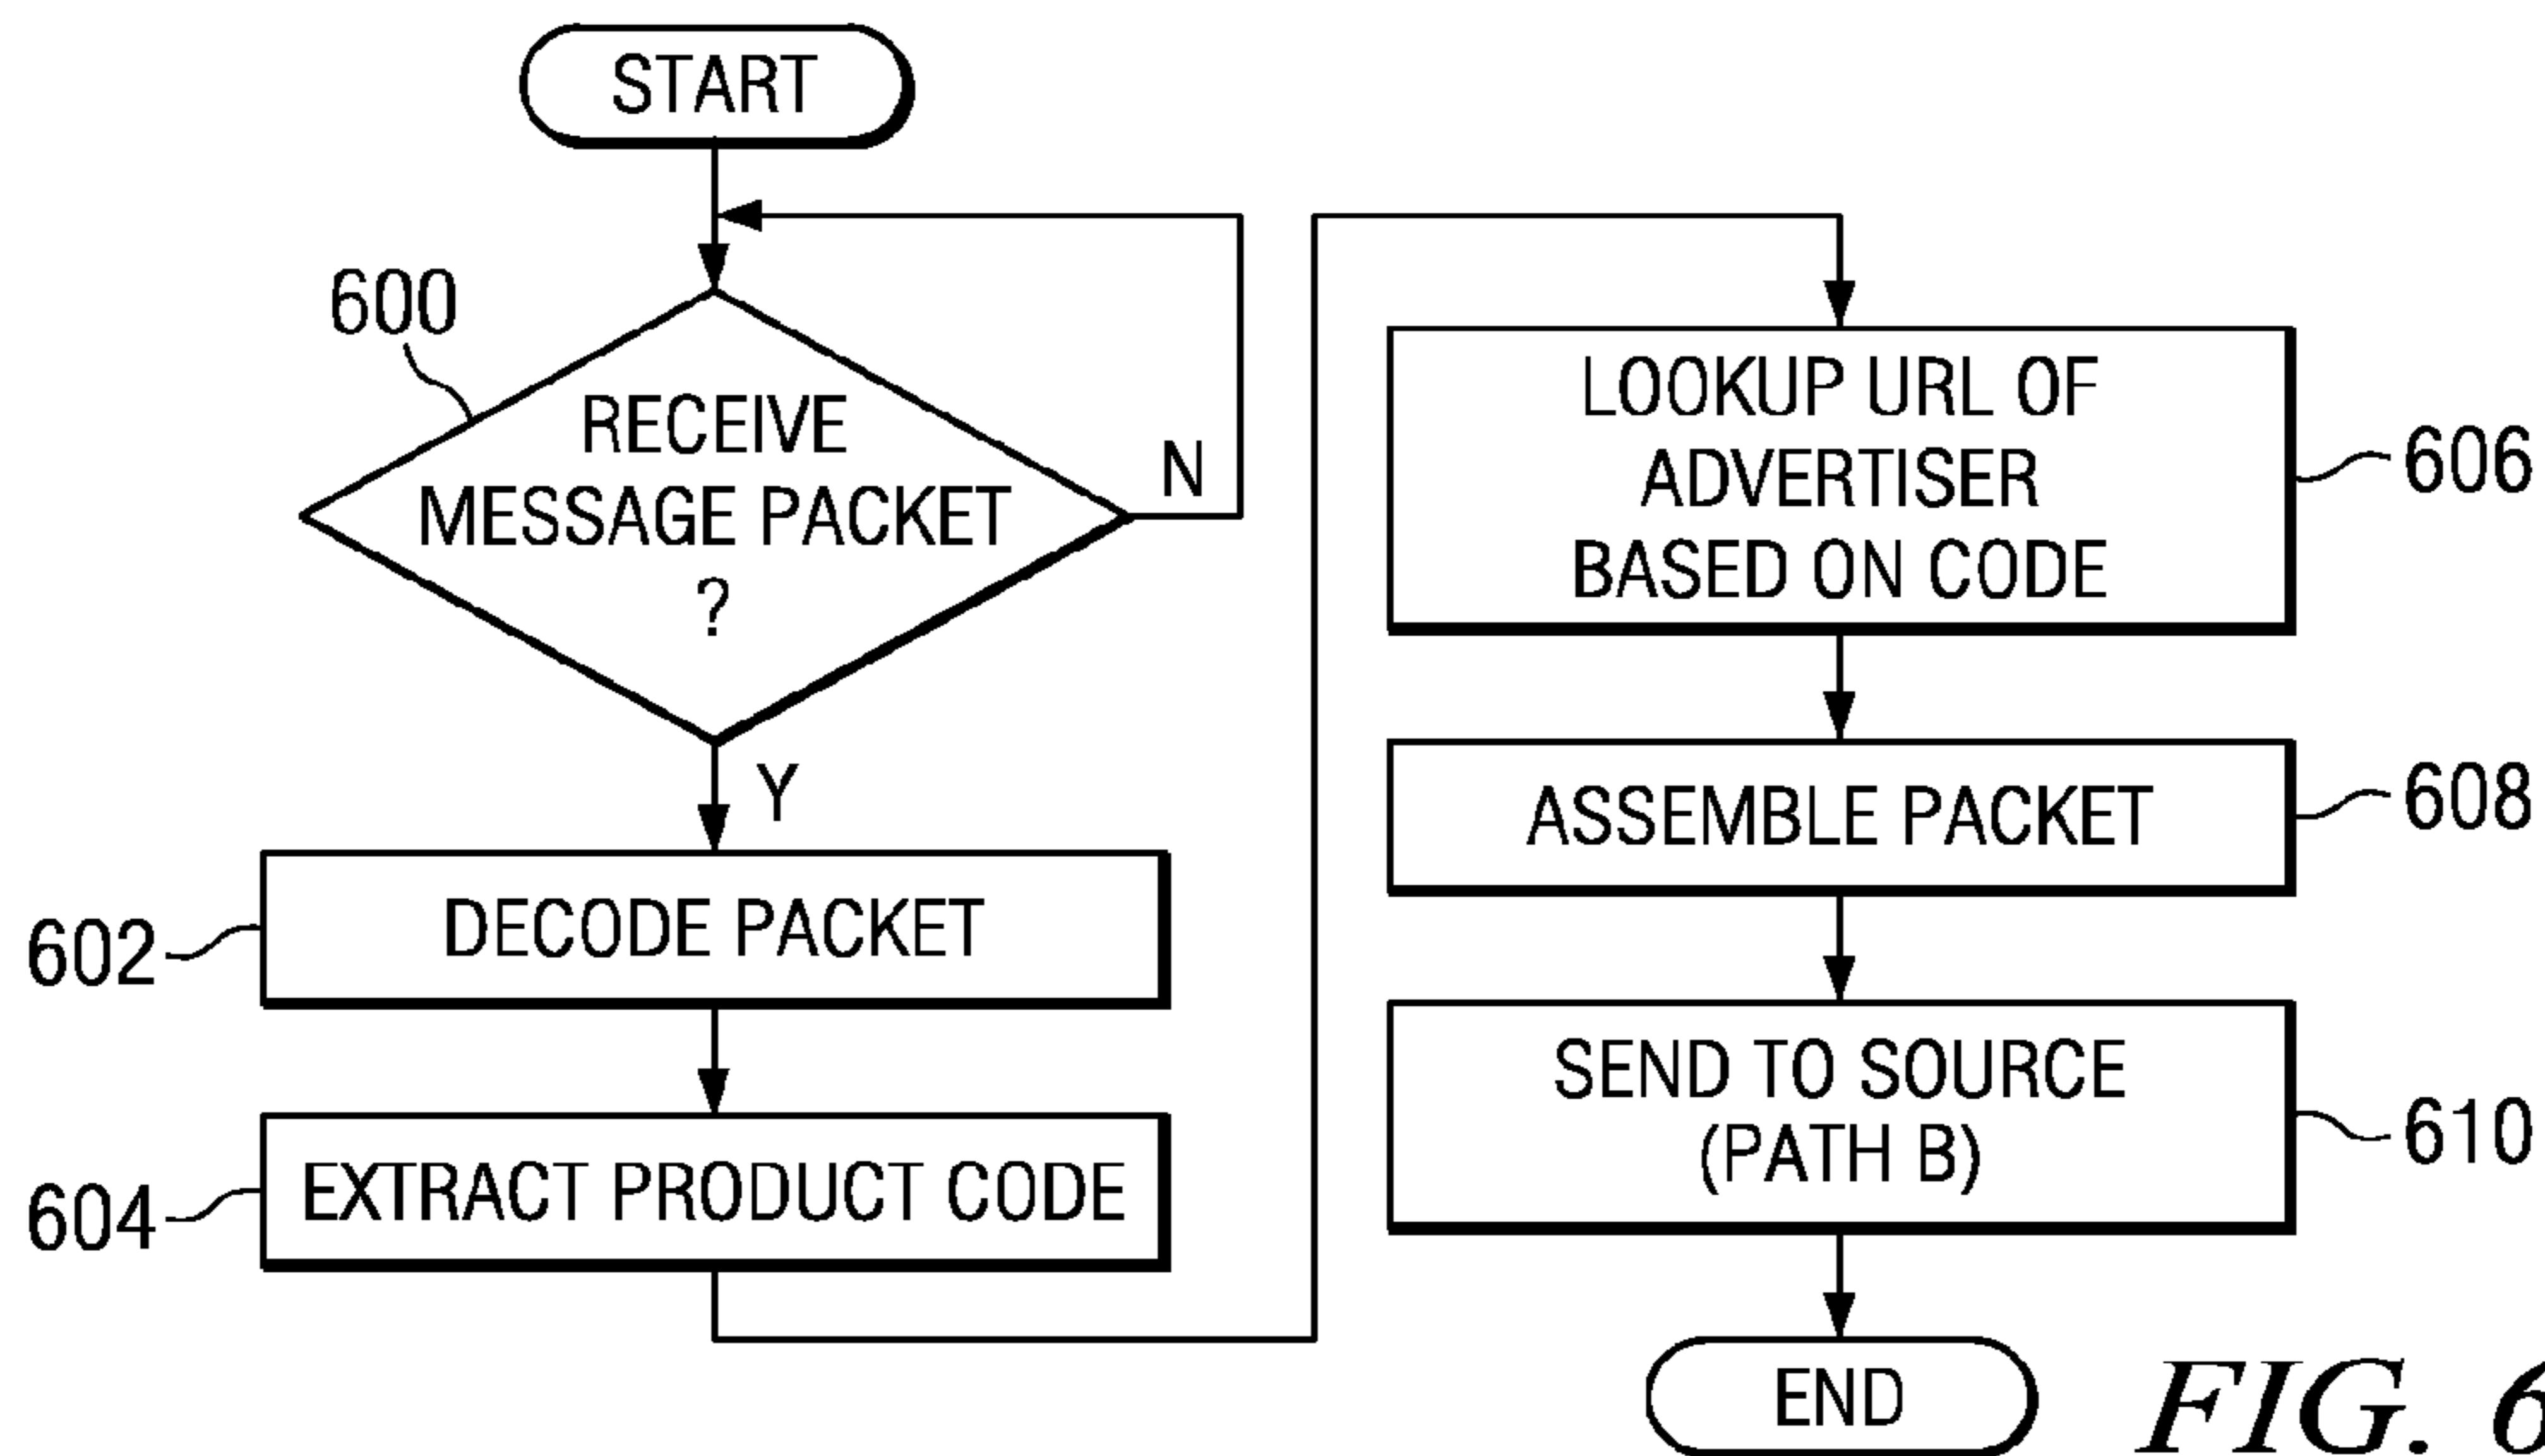 START
600
RECEIVE
MESSAGE PACKET
?
N
Y
602
DECODE PACKET
604
EXTRACT PRODUCT CODE
LOOKUP URL OF
ADVERTISER
BASED ON CODE
606
ASSEMBLE PACKET
608
SEND TO SOURCE
(PATH B)
610
END
FIG. 6